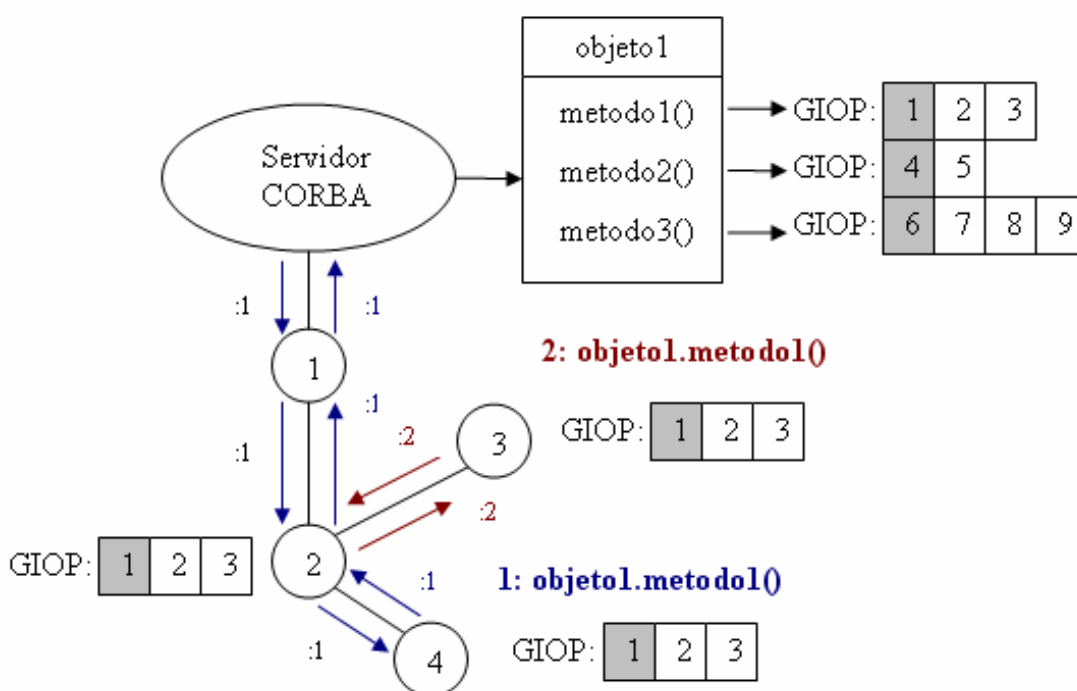 objeto1
metodo1() GIOP: 1 2 3
Servidor
CORBA
metodo2() GIOP: 4 5
metodo3() GIOP: 6 7 8 9
:1 :1
2: objeto1.metodo1()
1
:1
GIOP: 1 2 3
:2 3
:1
:2
GIOP: 1 2 3
2
:1 1: objeto1.metodo1()
:1
4
GIOP: 1 2 3